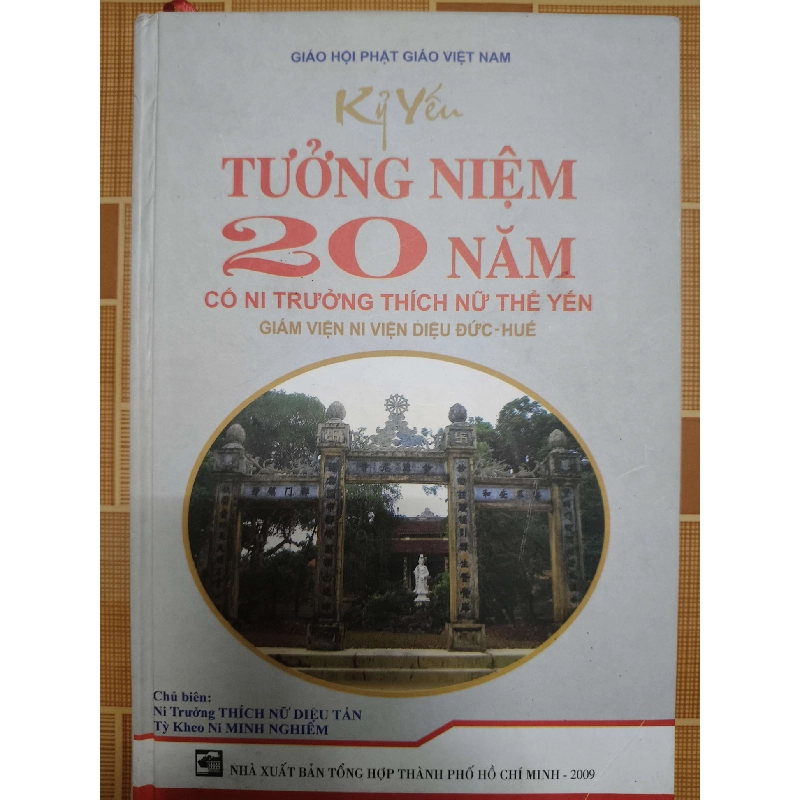 GIÁO HỘI PHẬT GIÁO VIỆT NAM
Kỷ Yếu
TƯỞNG NIỆM
20 NĂM
CỐ NI TRƯỞNG THÍCH NỮ THỂ YẾN
GIÁM VIỆN NI VIỆN DIỆU ĐỨC-HUẾ
Chủ biên:
Ni Trưởng THÍCH NỮ DIỆU TẤN
Tỳ Kheo Ni MINH NGHIÊM
NHÀ XUẤT BẢN TỔNG HỢP THÀNH PHỐ HỒ CHÍ MINH - 2009